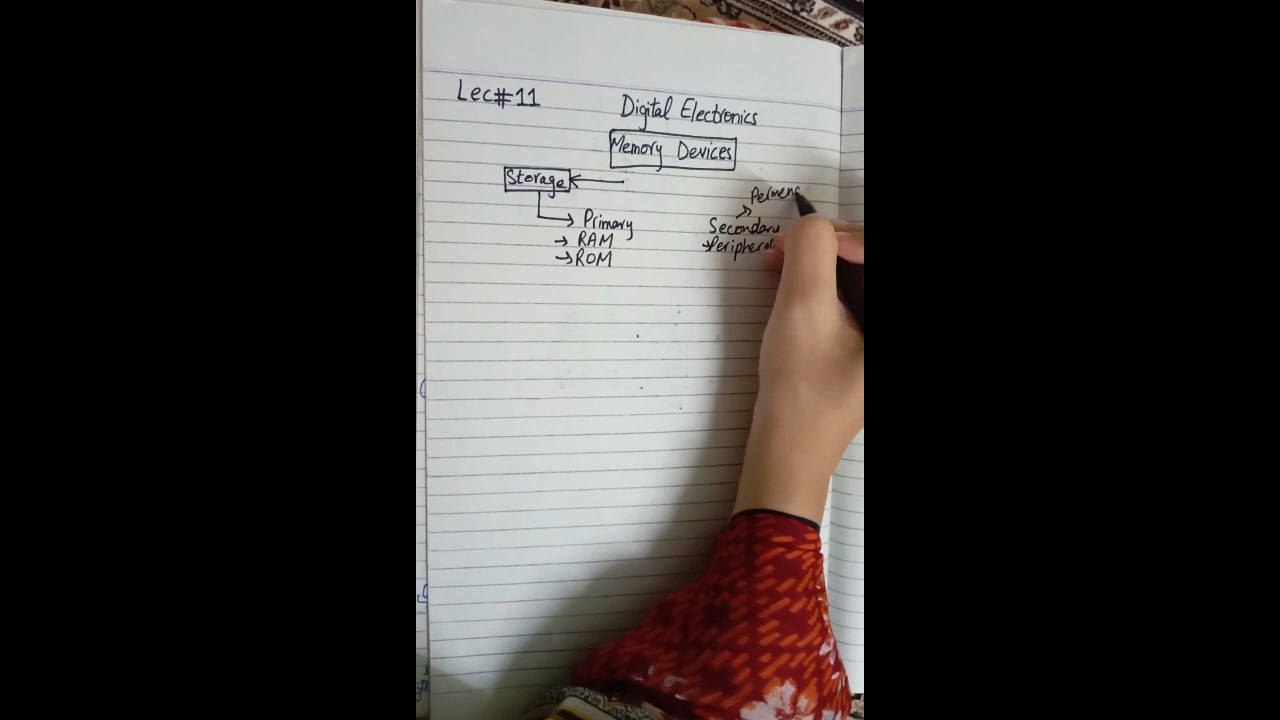 Lec#11
Digital Electronics
Memory Devices
Storage
Primary
→ RAM
→ ROM
Secondary